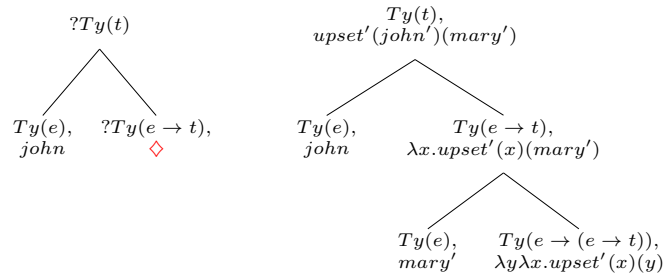 ?Ty(t)
Ty(e),
john
?Ty(e → t),
♢
Ty(t),
upset′(john′)(mary′)
Ty(e),
john
Ty(e → t),
λx.upset′(x)(mary′)
Ty(e),
mary′
Ty(e → (e → t)),
λyλx.upset′(x)(y)